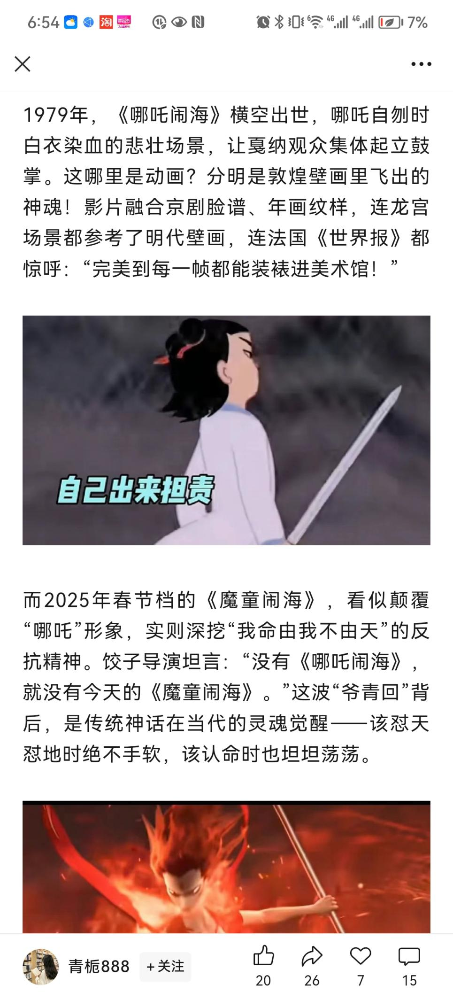 6:54
淘
唯品会
6
4G
4G
7%
1979年，《哪吒闹海》横空出世，哪吒自刎时
白衣染血的悲壮场景，让戛纳观众集体起立鼓
掌。这哪里是动画？分明是敦煌壁画里飞出的
神魂！影片融合京剧脸谱、年画纹样，连龙宫
场景都参考了明代壁画，连法国《世界报》都
惊呼：“完美到每一帧都能装裱进美术馆！”
自己出来担责
而2025年春节档的《魔童闹海》，看似颠覆
“哪吒”形象，实则深挖“我命由我不由天”的反
抗精神。饺子导演坦言：“没有《哪吒闹海》，
就没有今天的《魔童闹海》。”这波“爷青回”背
后，是传统神话在当代的灵魂觉醒——该怼天
怼地时绝不手软，该认命时也坦坦荡荡。
青栀888
+关注
20
26
7
15